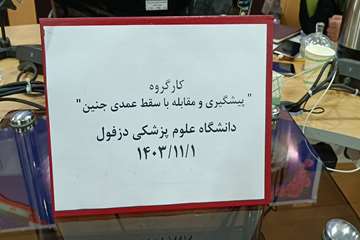 کارگروه
" پیشگیری و مقابله با سقط عمدی جنین"
دانشگاه علوم پزشکی دزفول
۱۴۰۳/۱۱/۱